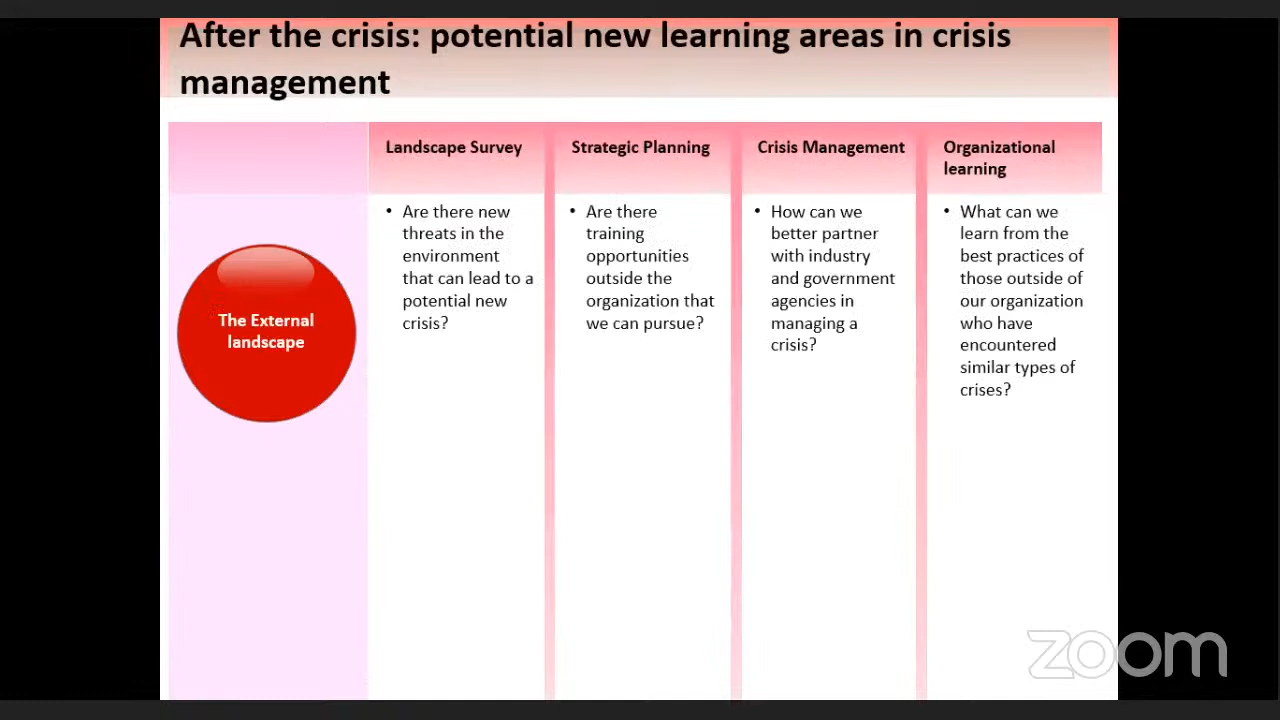 After the crisis: potential new learning areas in crisis
management
Landscape Survey
Strategic Planning
Crisis Management
Organizational
learning
The External
landscape
• Are there new
threats in the
environment
that can lead to a
potential new
crisis?
• Are there
training
opportunities
outside the
organization that
we can pursue?
• How can we
better partner
with industry
and government
agencies in
managing a
crisis?
• What can we
learn from the
best practices of
those outside of
our organization
who have
encountered
similar types of
crises?
zoom